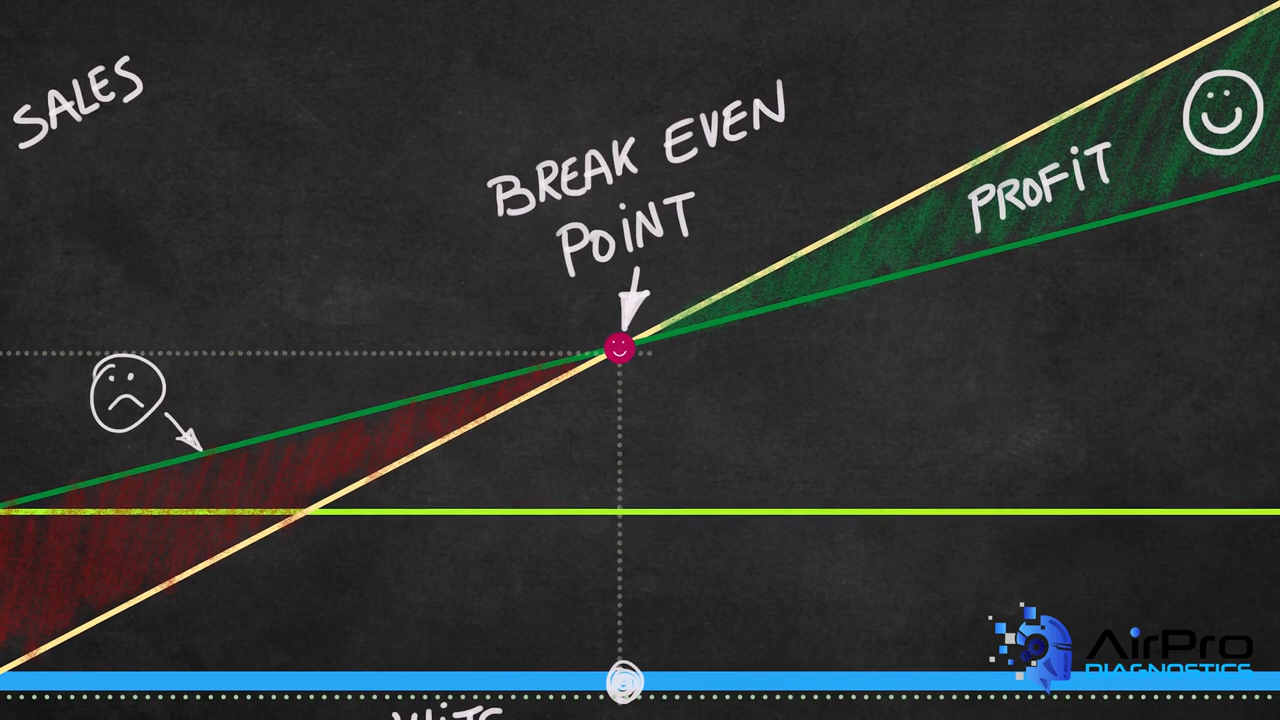 SALES
BREAK EVEN
POINT
PROFiT
AirPro
DIAGNOSTICS